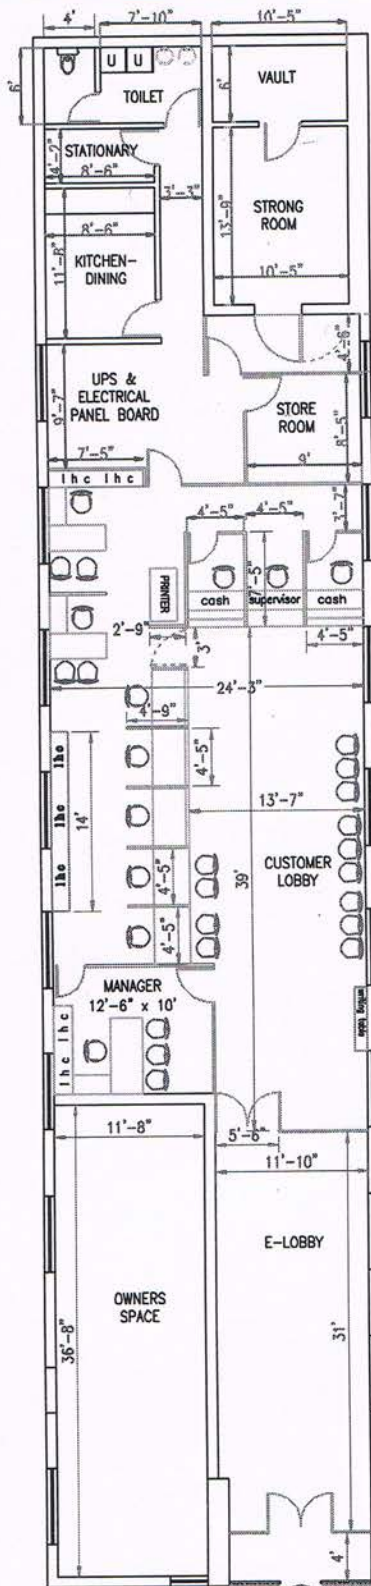 4'
7'-10"
10'-5"
6'
U U
TOILET
6'
VAULT
STATIONARY
4'-2"
8'-6"
3'-3"
13'-9"
STRONG
ROOM
8'-6"
11'-8"
KITCHEN-
DINING
10'-5"
4'-6"
UPS &
ELECTRICAL
PANEL BOARD
9'-7"
7'-5"
STORE
ROOM
8'-5"
9'
lhc lhc
4'-5"
4'-5"
3'-7"
PRINTER
7'-5"
cash
supervisor
cash
2'-9"
3'
4'-5"
24'-3"
4'-9"
lhc
lhc
lhc
14'
4'-5"
13'-7"
39'
CUSTOMER
LOBBY
4'-5"
4'-5"
MANAGER
12'-6" x 10'
lhc
lhc
writing table
5'-6"
11'-8"
11'-10"
E-LOBBY
OWNERS
SPACE
36'-8"
31'
4'